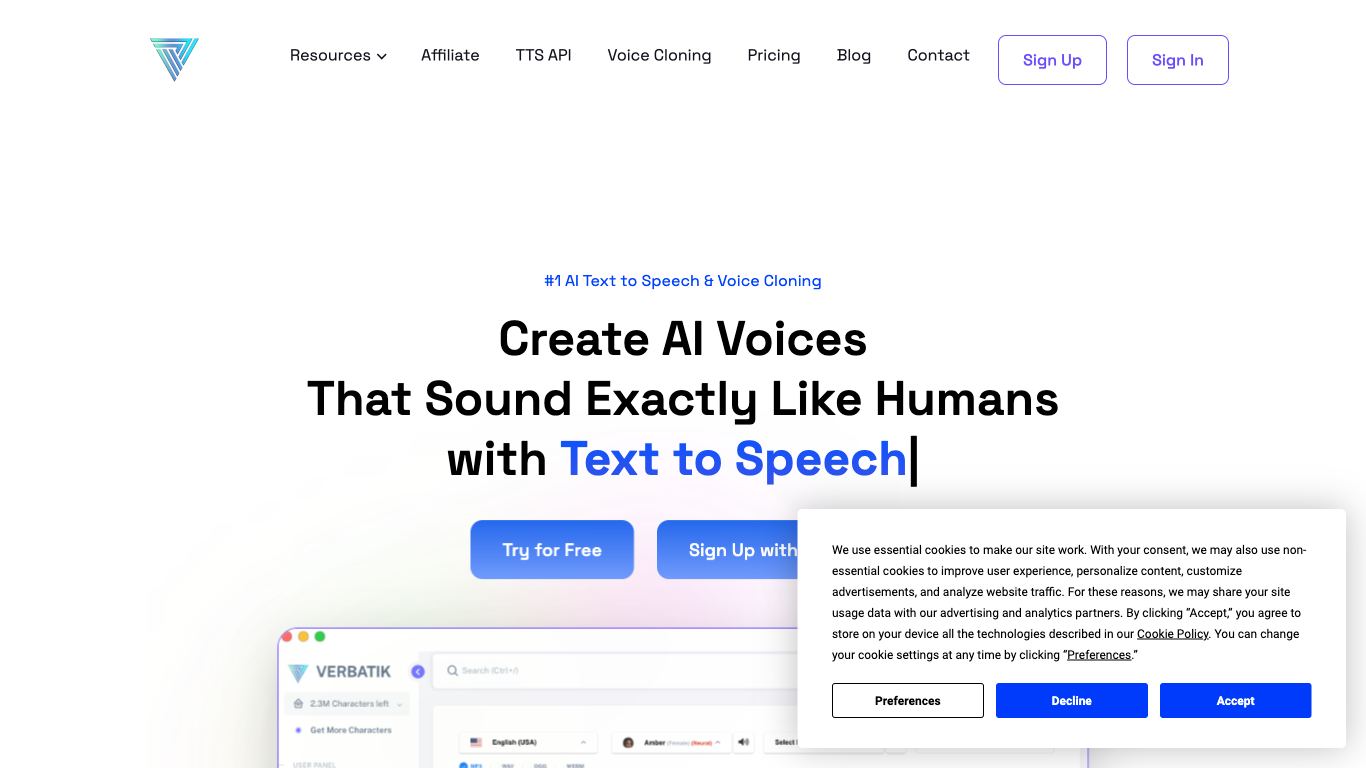 Resources
Affiliate
TTS API
Voice Cloning
Pricing
Blog
Contact
Sign Up
Sign In
#1 AI Text to Speech & Voice Cloning
Create AI Voices
That Sound Exactly Like Humans
with Text to Speech|
Try for Free
Sign Up with
We use essential cookies to make our site work. With your consent, we may also use non-
essential cookies to improve user experience, personalize content, customize
advertisements, and analyze website traffic. For these reasons, we may share your site
usage data with our advertising and analytics partners. By clicking “Accept,” you agree to
store on your device all the technologies described in our Cookie Policy. You can change
your cookie settings at any time by clicking “Preferences.”
Preferences
Decline
Accept
VERBATIK
Search (Ctrl+/)
2.3M Characters left
Get More Characters
English (USA)
Amber (Female) (Neural)
Select
USER PANEL
MP3
WAV
OGG
WEBM